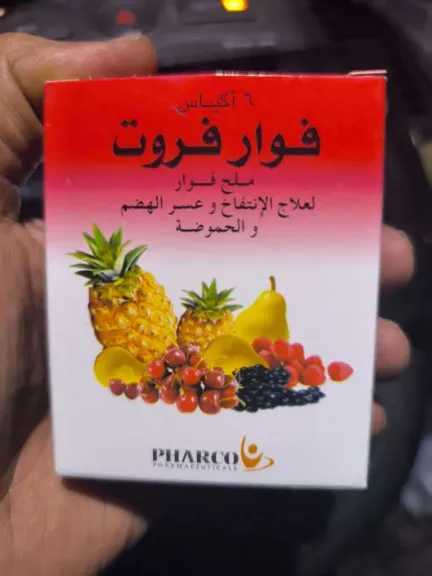 ٦ أكياس
فوار فروت
ملح فوار
لعلاج الإنتفاخ و عسر الهضم
و الحموضة
PHARCO
PHARMACEUTICALS